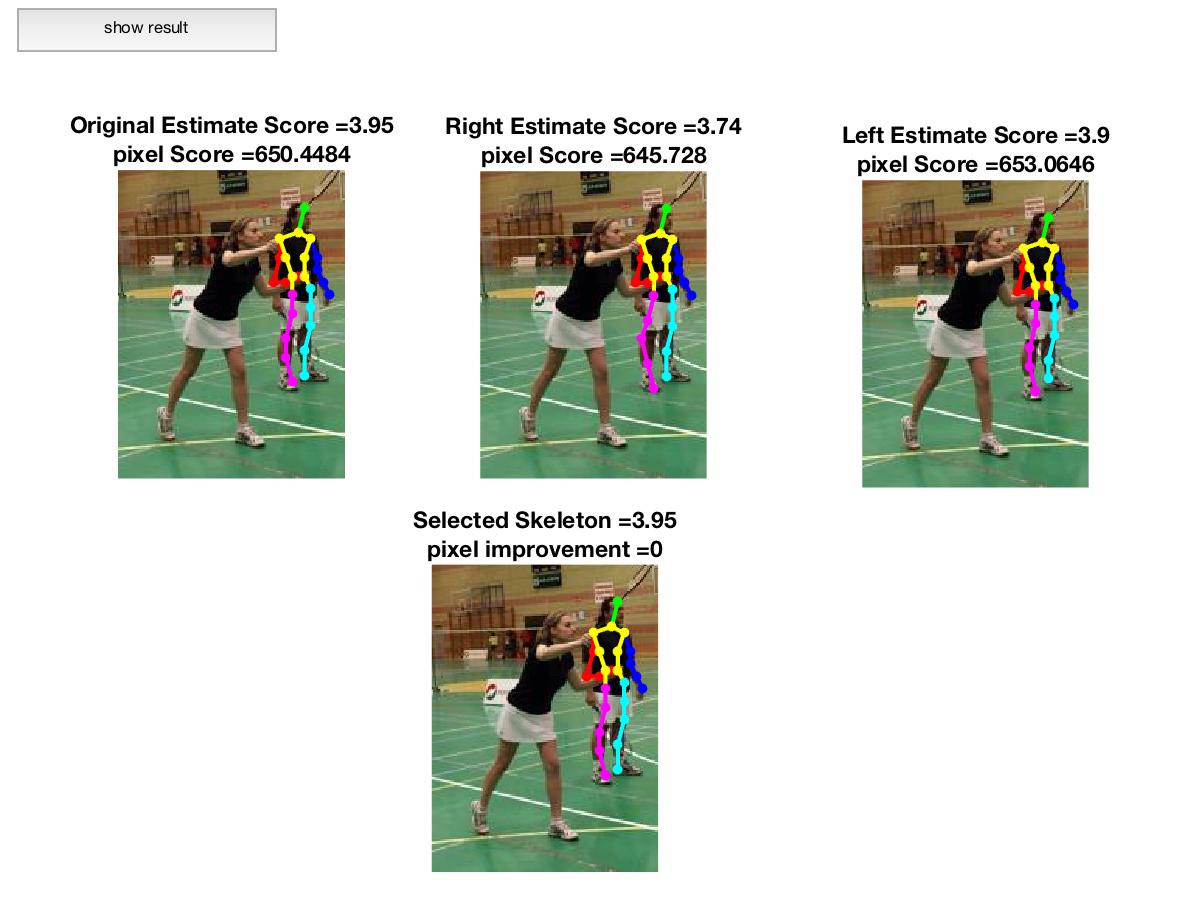 show result
Original Estimate Score =3.95
pixel Score =650.4484
Right Estimate Score =3.74
pixel Score =645.728
Left Estimate Score =3.9
pixel Score =653.0646
Selected Skeleton =3.95
pixel improvement =0